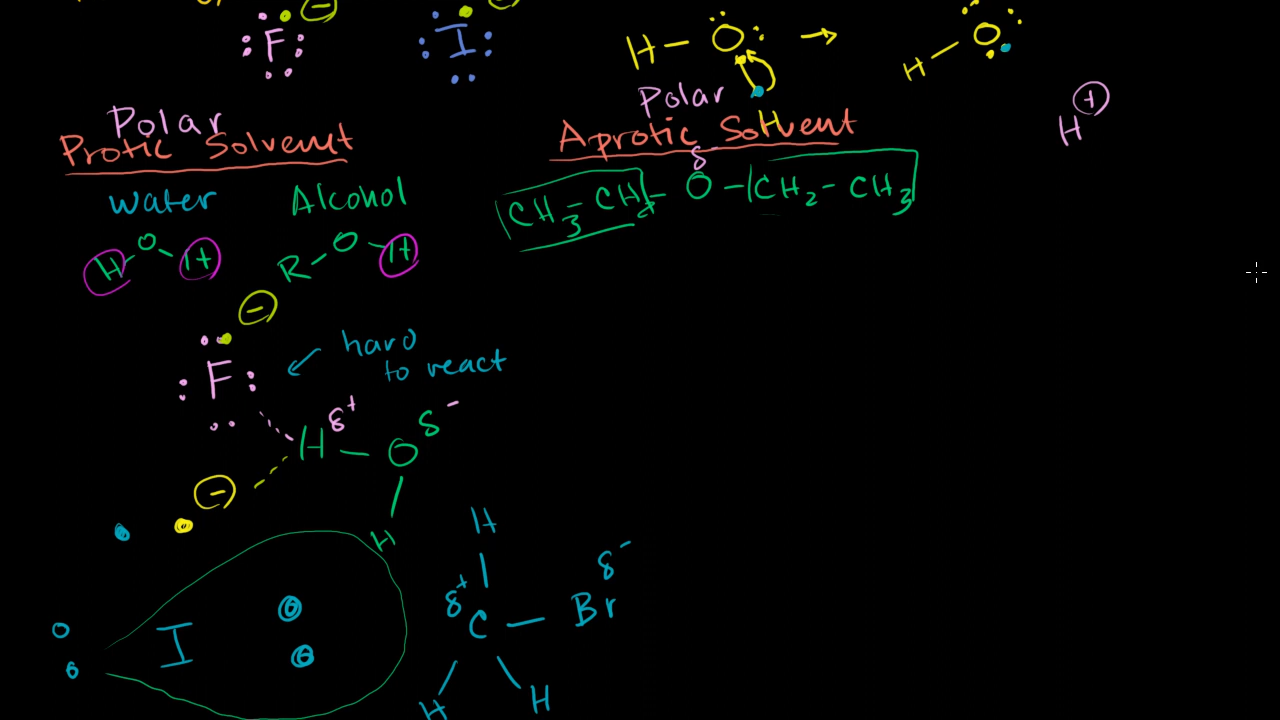 :F: −
:I:
H − O: → H − O
H
H +
Polar
Protic Solvent
Polar
Aprotic Solvent
Water Alcohol
H O H
R − O − H
δ−
CH3 − CH2 − O − CH2 − CH3
−
:F: ← hard
to react
δ+ δ−
H − O
H
−
I
H
δ+ δ−
C − Br
H H